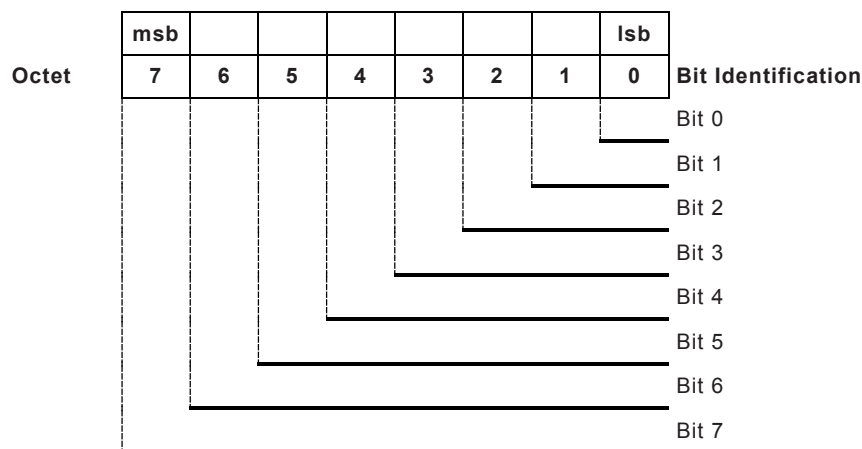 msb lsb
Octet 7 6 5 4 3 2 1 0 Bit Identification
Bit 0
Bit 1
Bit 2
Bit 3
Bit 4
Bit 5
Bit 6
Bit 7